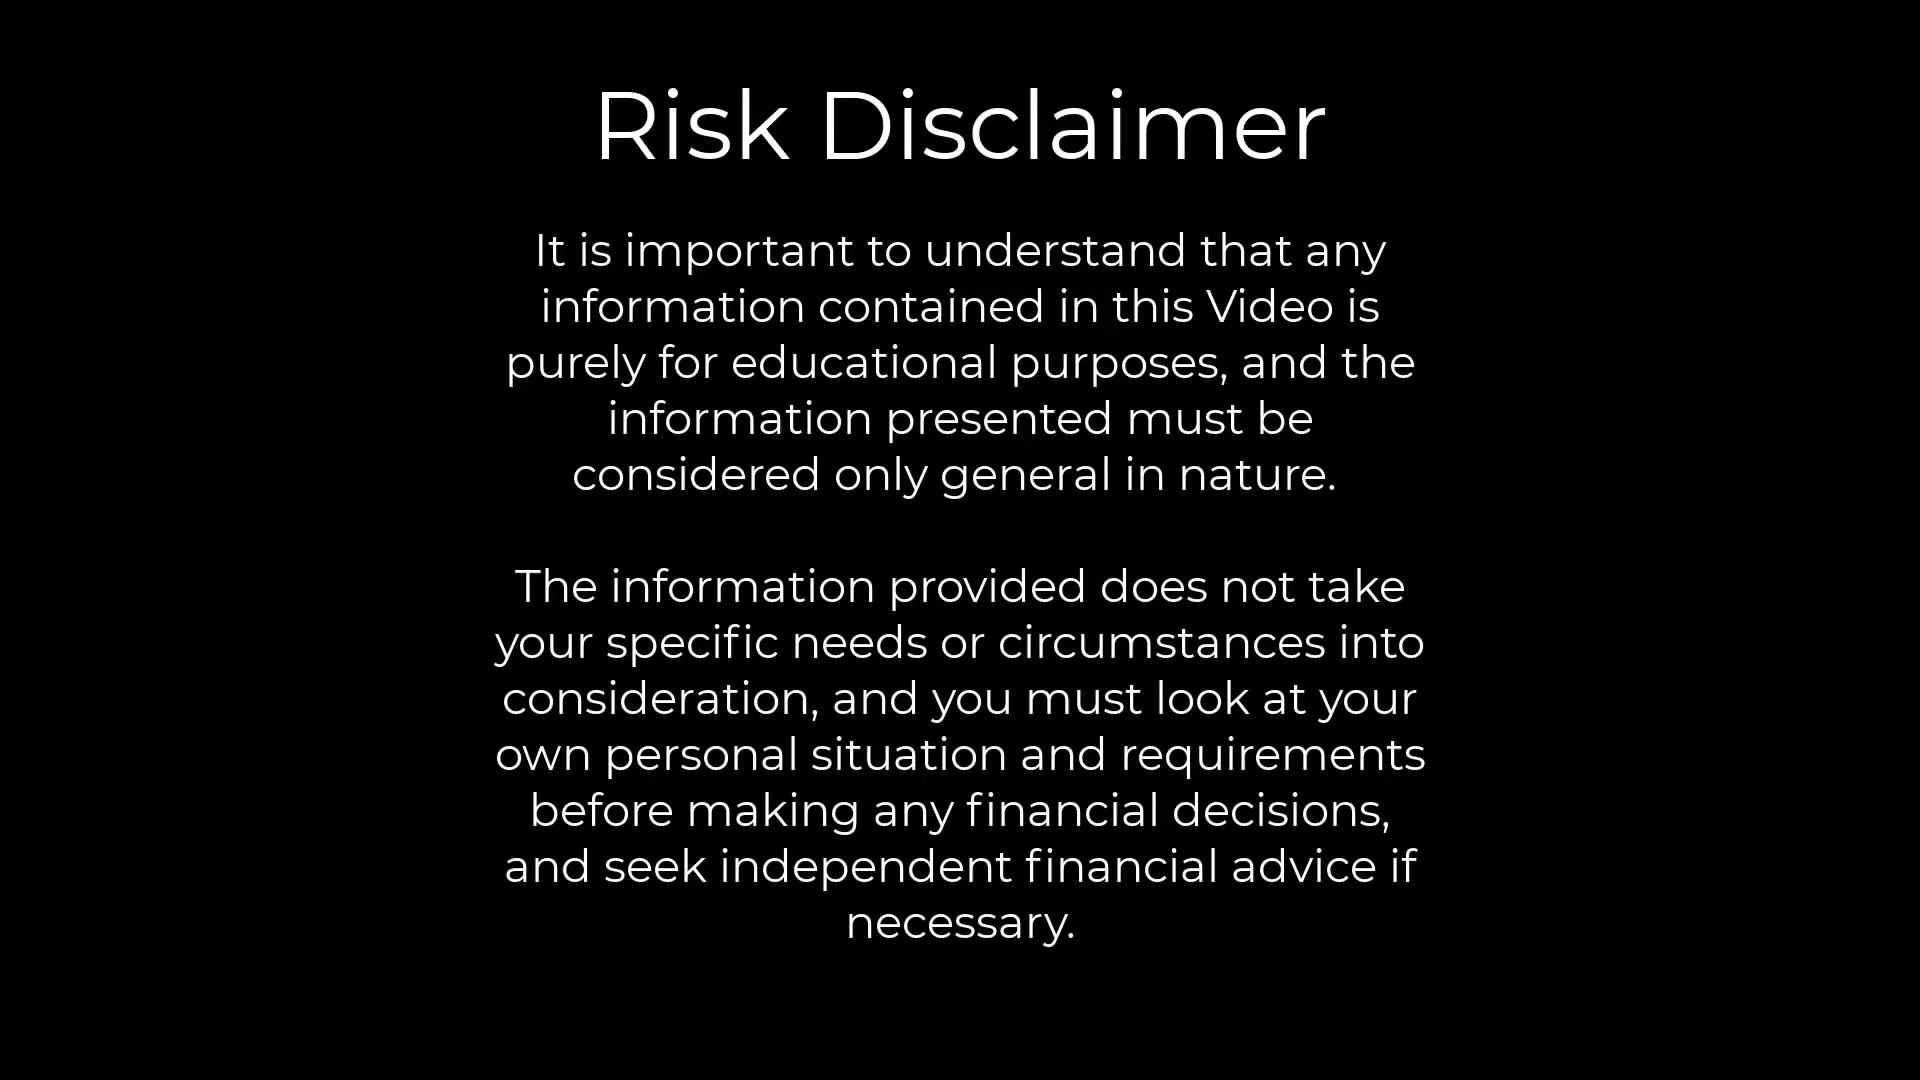 Risk Disclaimer
It is important to understand that any
information contained in this Video is
purely for educational purposes, and the
information presented must be
considered only general in nature.
The information provided does not take
your specific needs or circumstances into
consideration, and you must look at your
own personal situation and requirements
before making any financial decisions,
and seek independent financial advice if
necessary.